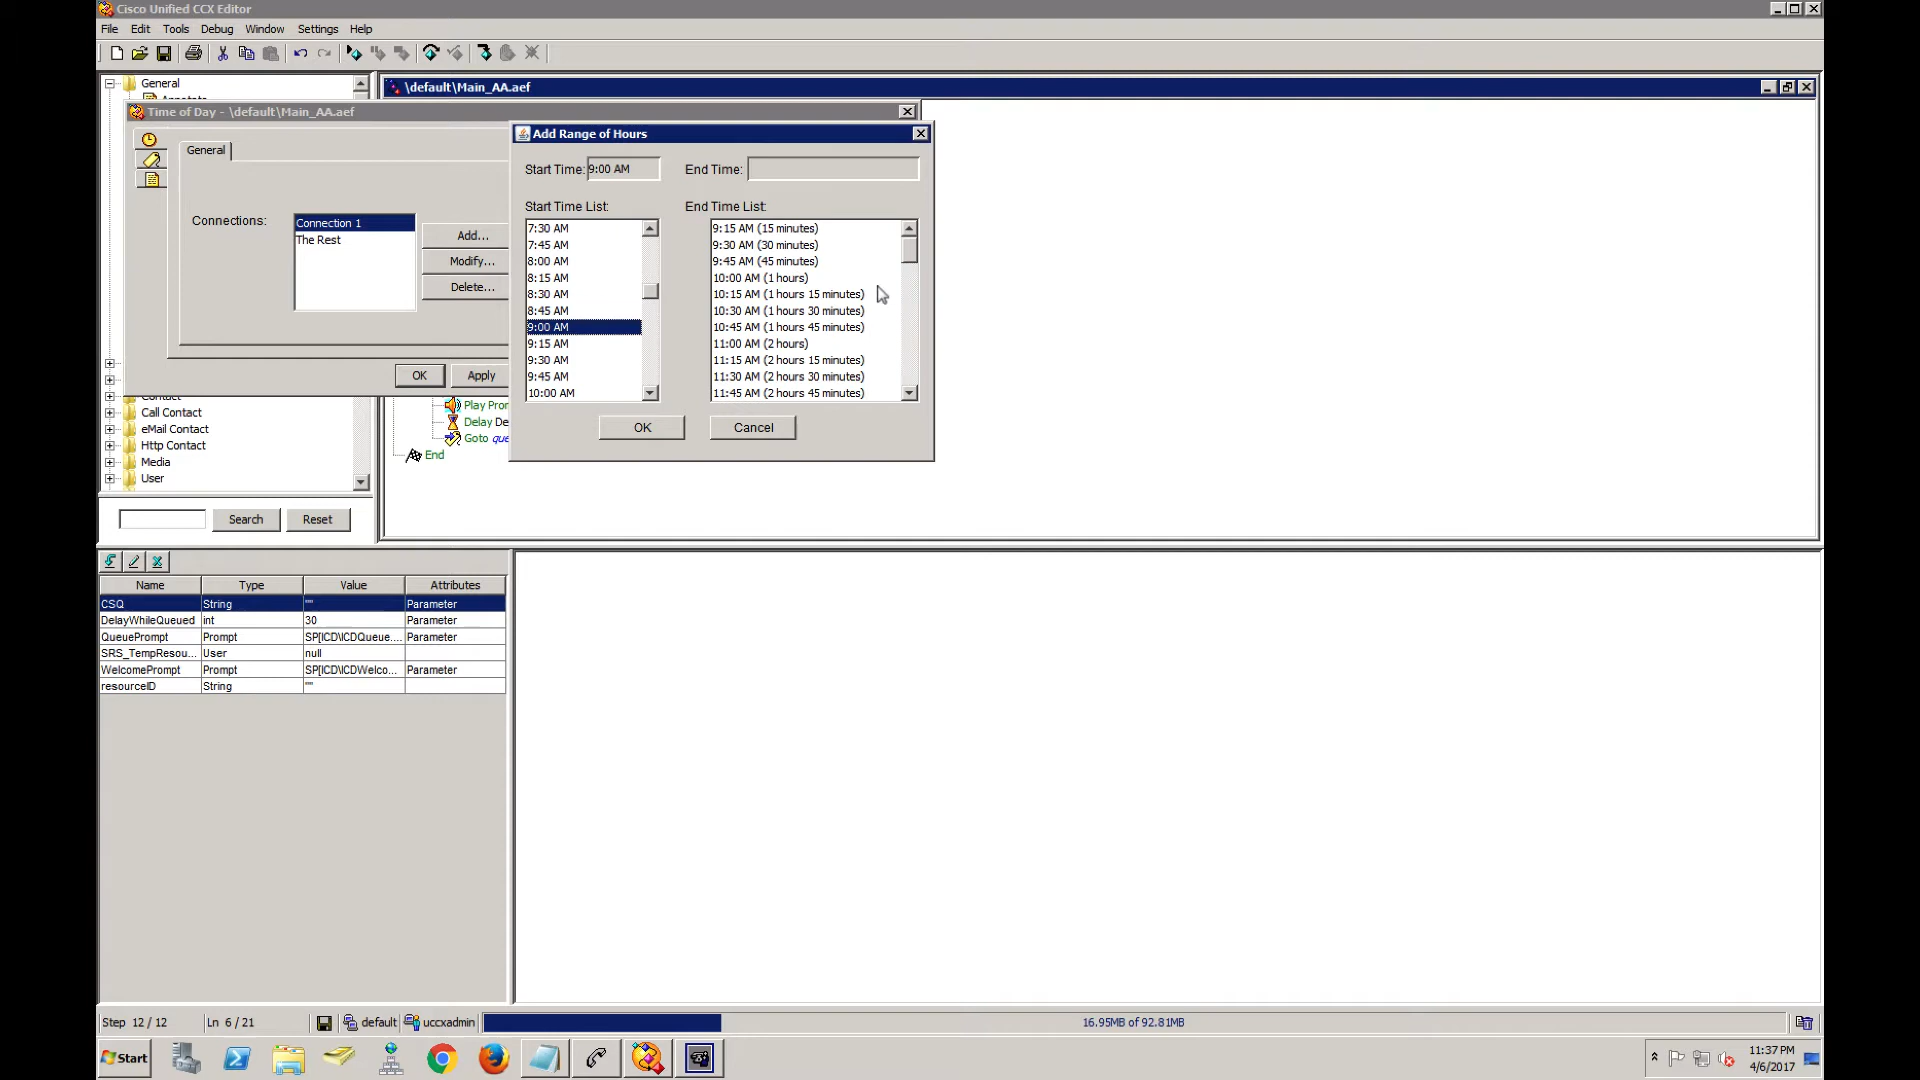 Cisco Unified CCX Editor
File Edit Tools Debug Window Settings Help
General
\default\Main_AA.aef
Time of Day - \default\Main_AA.aef
General
Connections:
Connection 1
The Rest
Add...
Modify...
Delete...
OK
Apply
Add Range of Hours
Start Time: 9:00 AM
End Time:
Start Time List:
7:30 AM
7:45 AM
8:00 AM
8:15 AM
8:30 AM
8:45 AM
9:00 AM
9:15 AM
9:30 AM
9:45 AM
10:00 AM
End Time List:
9:15 AM (15 minutes)
9:30 AM (30 minutes)
9:45 AM (45 minutes)
10:00 AM (1 hours)
10:15 AM (1 hours 15 minutes)
10:30 AM (1 hours 30 minutes)
10:45 AM (1 hours 45 minutes)
11:00 AM (2 hours)
11:15 AM (2 hours 15 minutes)
11:30 AM (2 hours 30 minutes)
11:45 AM (2 hours 45 minutes)
OK
Cancel
Call Contact
eMail Contact
Http Contact
Media
User
Play Pror
Delay De
Goto que
End
Search
Reset
Name Type Value Attributes
CSQ String "" Parameter
DelayWhileQueued int 30 Parameter
QueuePrompt Prompt SP[ICD\ICDQueue.... Parameter
SRS_TempResou... User null
WelcomePrompt Prompt SP[ICD\ICDWelco... Parameter
resourceID String ""
Step 12 / 12 Ln 6 / 21 default uccxadmin 16.95MB of 92.81MB
Start
11:37 PM
4/6/2017